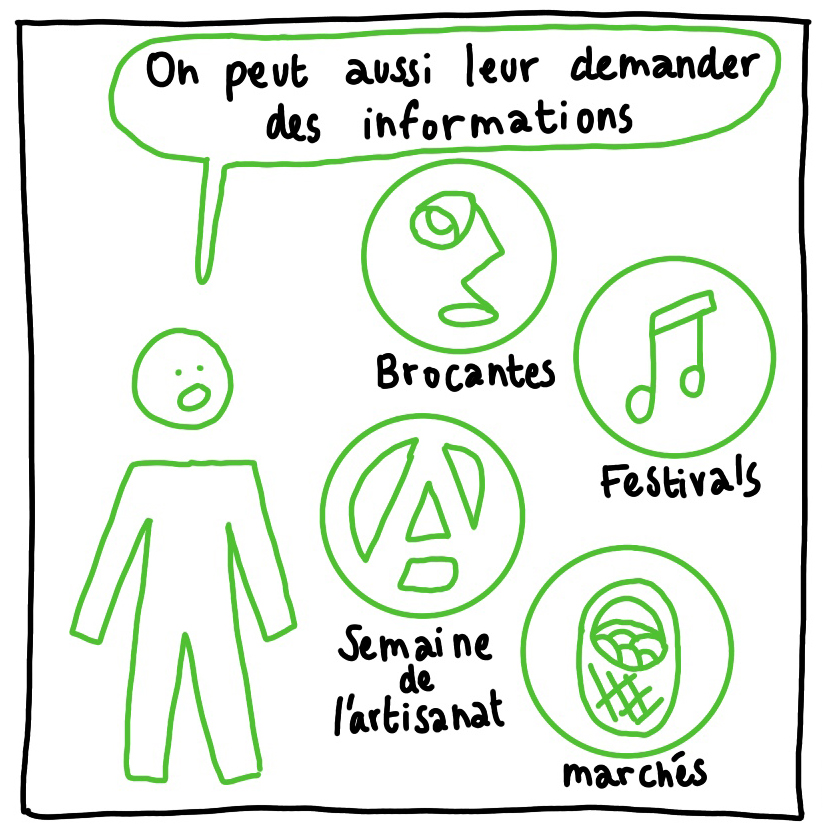 On peut aussi leur demander
des informations
Brocantes
Festivals
Semaine
de
l'artisanat
marchés